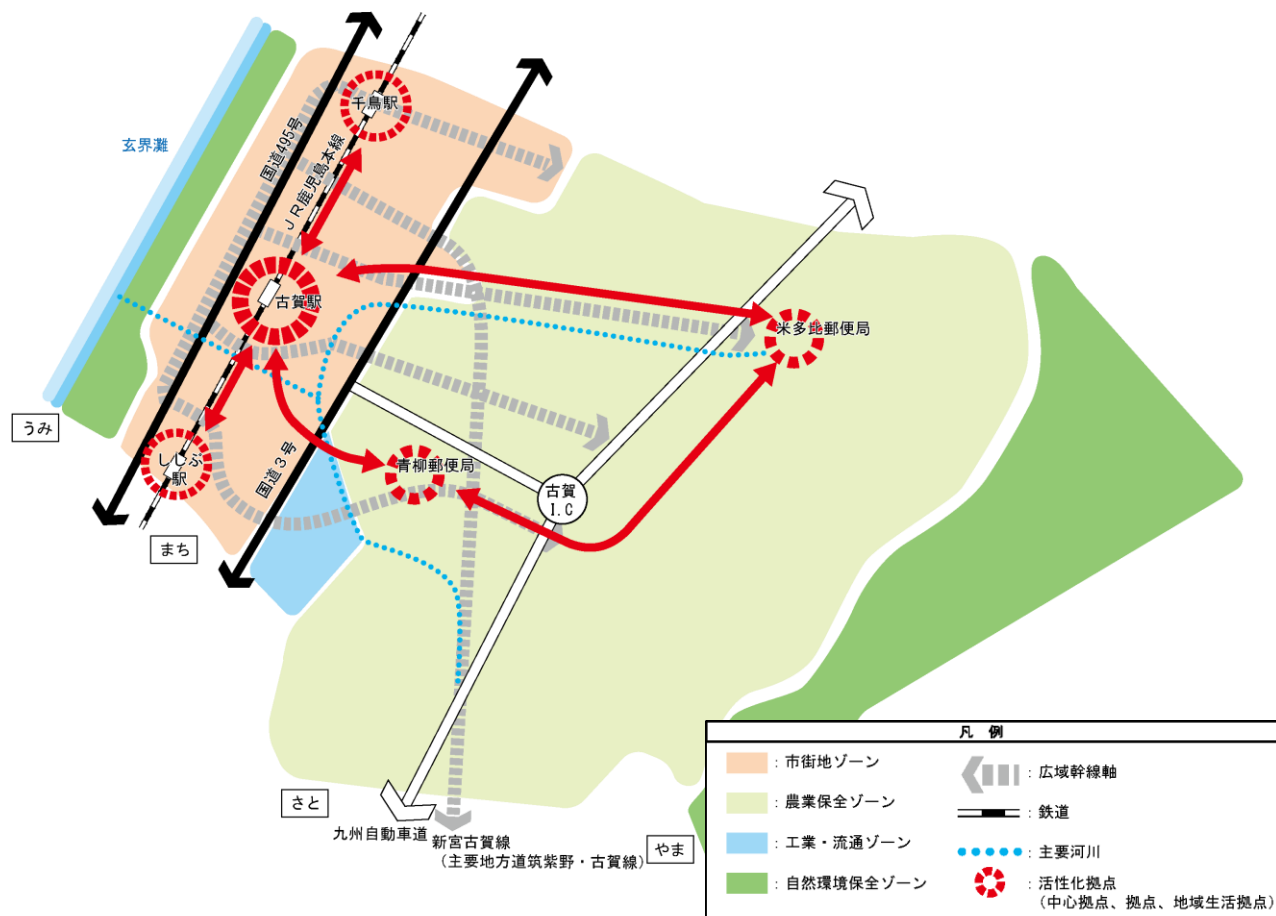 千鳥駅
玄界灘
国道495号
ＪＲ鹿児島本線
古賀駅
米多比郵便局
うみ
国道３号
ししぶ
駅
青柳郵便局
古賀
I.C
まち
さと
九州自動車道
新宮古賀線
（主要地方道筑紫野・古賀線）
やま
凡 例
：市街地ゾーン
：広域幹線軸
：農業保全ゾーン
：鉄道
：工業・流通ゾーン
：主要河川
：自然環境保全ゾーン
：活性化拠点
（中心拠点、拠点、地域生活拠点）